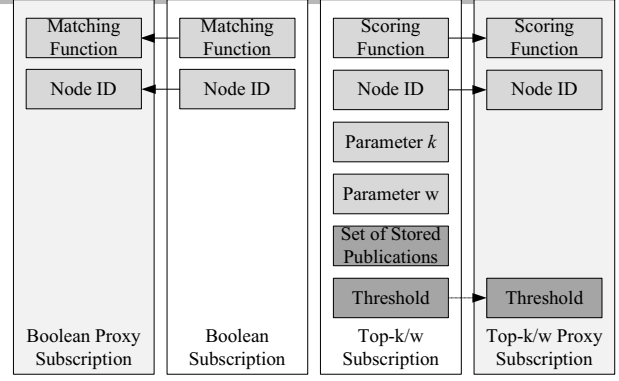 Matching
Function
Matching
Function
Scoring
Function
Scoring
Function
Node ID
Node ID
Node ID
Node ID
Parameter k
Parameter w
Set of Stored
Publications
Threshold
Threshold
Boolean Proxy
Subscription
Boolean
Subscription
Top-k/w
Subscription
Top-k/w Proxy
Subscription